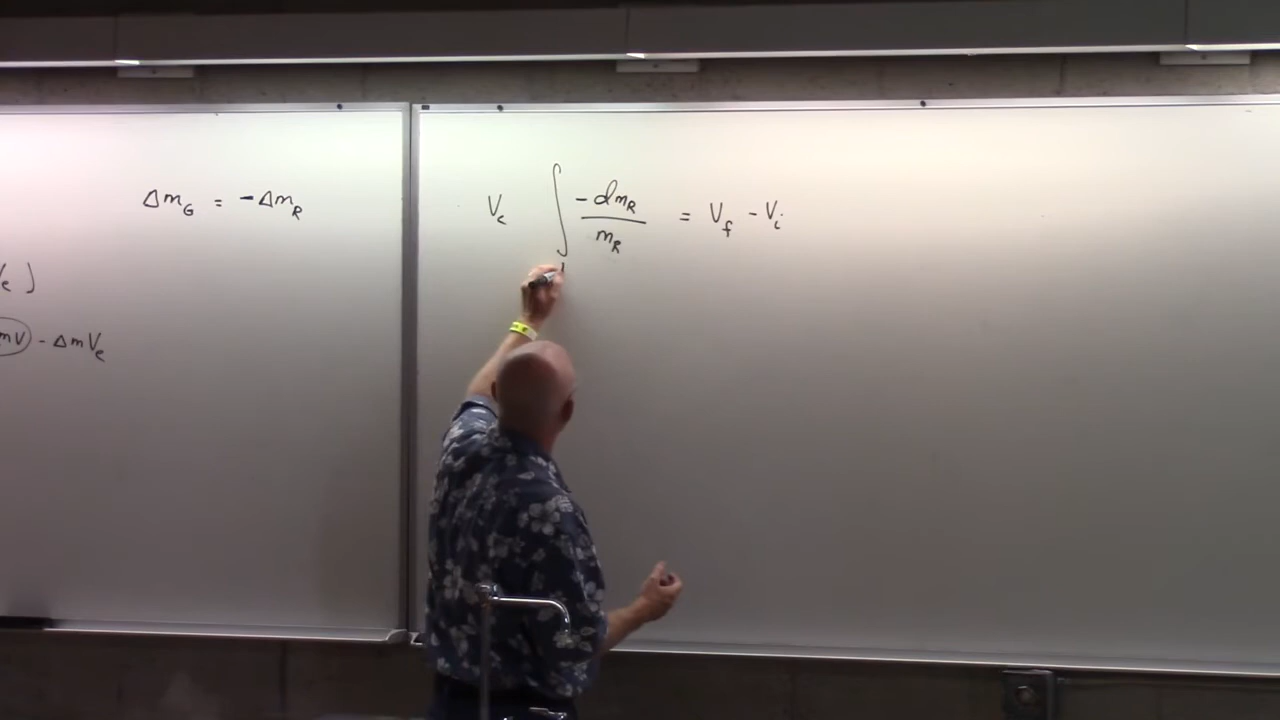 Δm_G = -Δm_R
V_e ∫ -dm_R / m_R = V_f - V_i
e )
mV - ΔmV_e